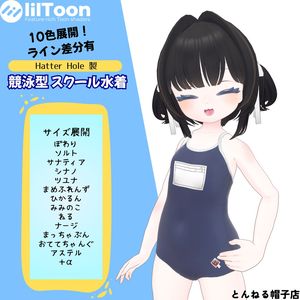 lilToon
Feature rich Toon shaders
10色展開！
ライン差分有
Hatter Hole 製
競泳型 スクール水着
サイズ展開
ぽわり
ソルト
サナティア
シナノ
ツユナ
まめふれんず
ひかるん
みみのこ
ねる
ナージ
まっちゃぷん
おててちゃんぐ
アステル
+α
とんねる帽子店